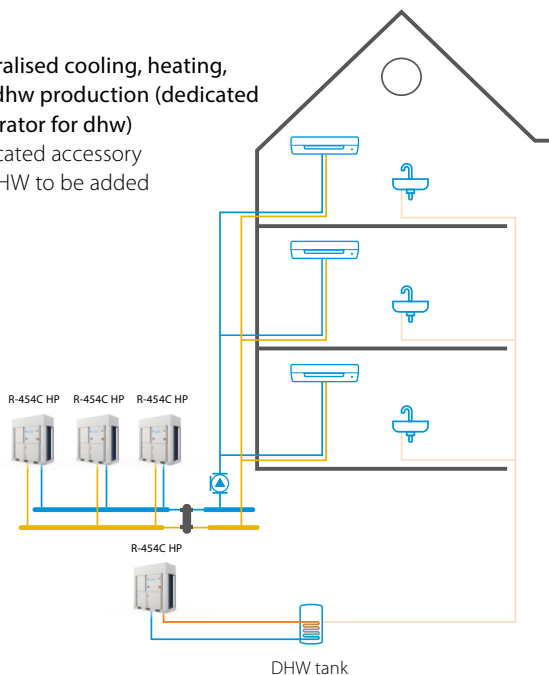 ralised cooling, heating,
dhw production (dedicated
rator for dhw)
cated accessory
HW to be added
R-454C HP R-454C HP R-454C HP
R-454C HP
DHW tank